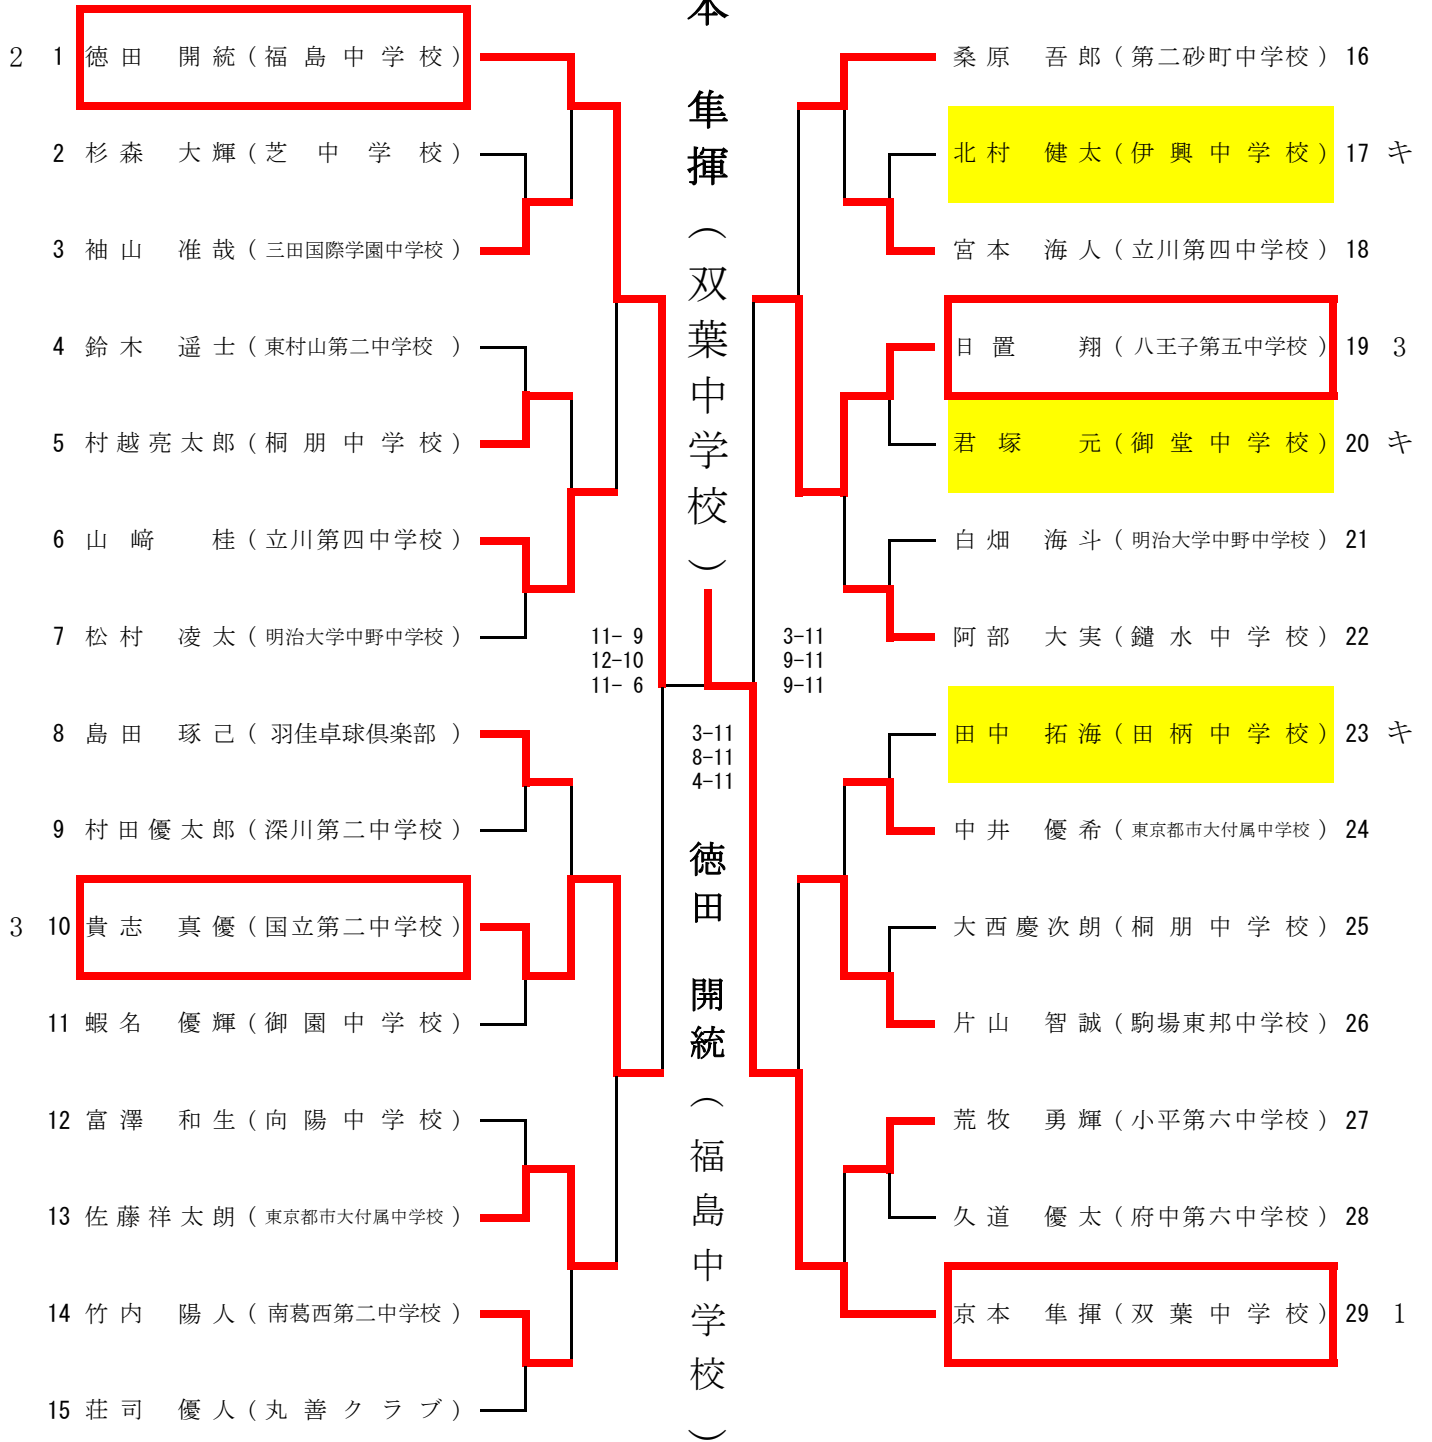 2 1 徳田 開統(福島中学校)
2 杉森 大輝(芝中学校)
3 袖山 准哉(三田国際学園中学校)
4 鈴木 遥士(東村山第二中学校)
5 村越亮太郎(桐朋中学校)
6 山﨑 桂(立川第四中学校)
7 松村 凌太(明治大学中野中学校)
8 島田 琢己(羽佳卓球倶楽部)
9 村田優太郎(深川第二中学校)
3 10 貴志 真優(国立第二中学校)
11 蝦名 優輝(御園中学校)
12 富澤 和生(向陽中学校)
13 佐藤祥太朗(東京都市大付属中学校)
14 竹内 陽人(南葛西第二中学校)
15 荘司 優人(丸善クラブ)
本 隼揮(双葉中学校)
11- 9
12-10
11- 6
3-11
9-11
9-11
3-11
8-11
4-11
徳田 開統(福島中学校)
桑原 吾郎(第二砂町中学校) 16
北村 健太(伊興中学校) 17 キ
宮本 海人(立川第四中学校) 18
日置 翔(八王子第五中学校) 19 3
君塚 元(御堂中学校) 20 キ
白畑 海斗(明治大学中野中学校) 21
阿部 大実(鑓水中学校) 22
田中 拓海(田柄中学校) 23 キ
中井 優希(東京都市大付属中学校) 24
大西慶次朗(桐朋中学校) 25
片山 智誠(駒場東邦中学校) 26
荒牧 勇輝(小平第六中学校) 27
久道 優太(府中第六中学校) 28
京本 隼揮(双葉中学校) 29 1